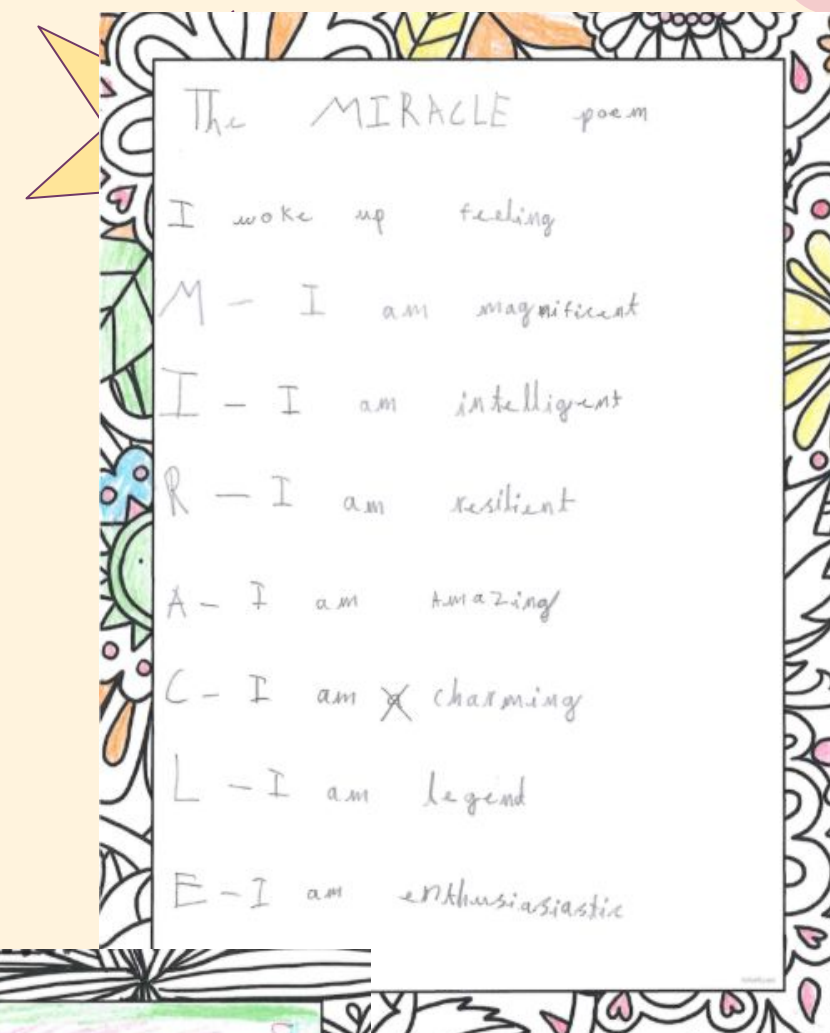 The MIRACLE poem
I woke up feeling
M - I am magnificent
I - I am intelligent
R - I am resilient
A - I am Amazing
C - I am a charming
L - I am legend
E - I am enthusiasiastic